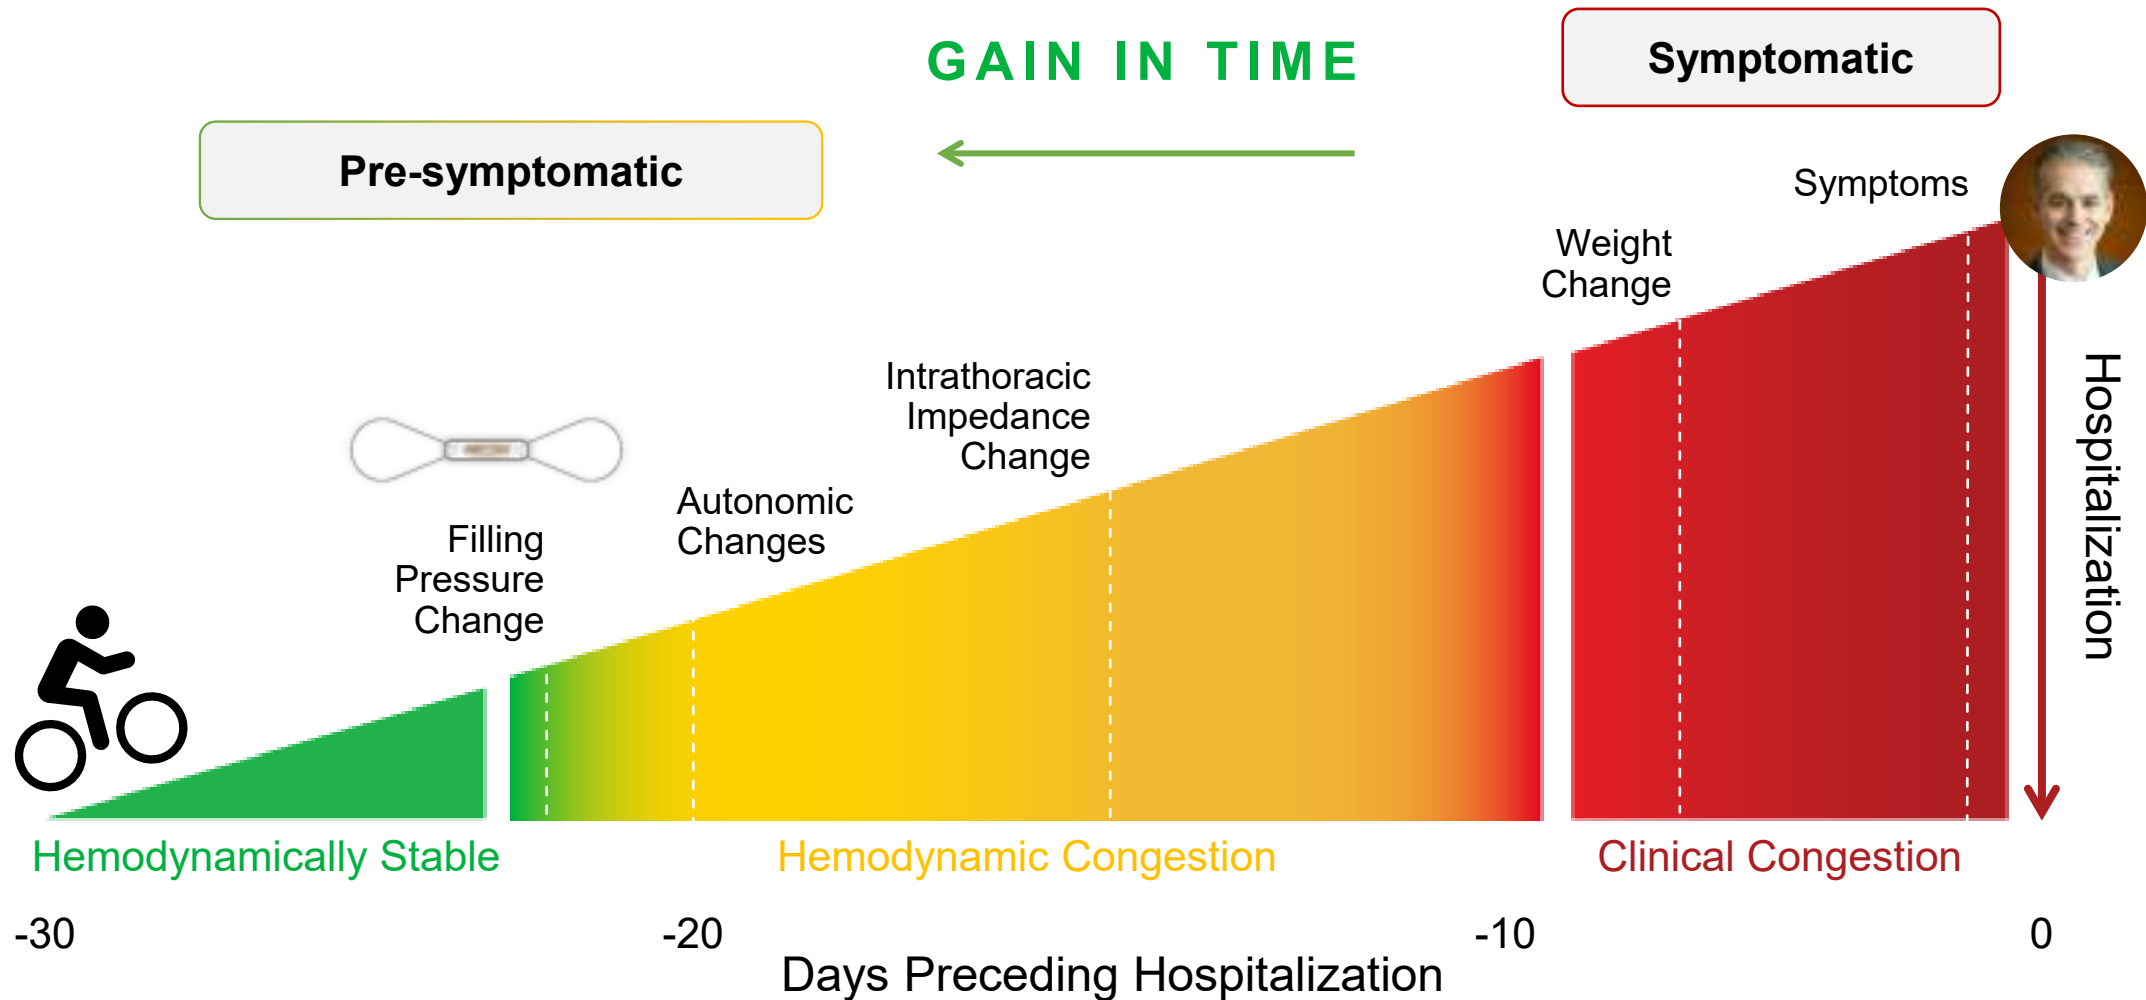 GAIN IN TIME
Symptomatic
Pre-symptomatic
Symptoms
Weight
Change
Intrathoracic
Impedance
Change
Autonomic
Changes
Filling
Pressure
Change
Hospitalization
Hemodynamically Stable
Hemodynamic Congestion
Clinical Congestion
-30
-20
-10
0
Days Preceding Hospitalization